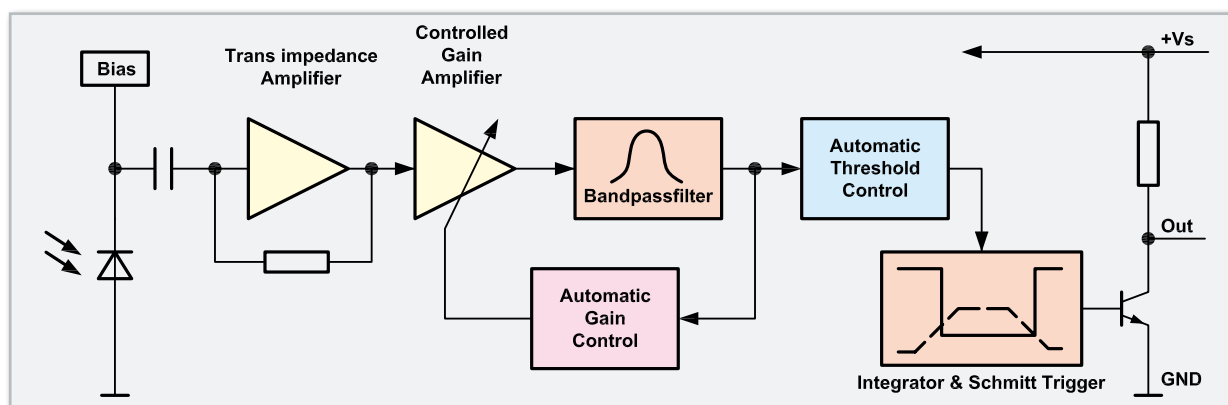 Bias
Trans impedance
Amplifier
Controlled
Gain
Amplifier
Bandpassfilter
Automatic
Threshold
Control
Automatic
Gain
Control
Integrator & Schmitt Trigger
+Vs
Out
GND